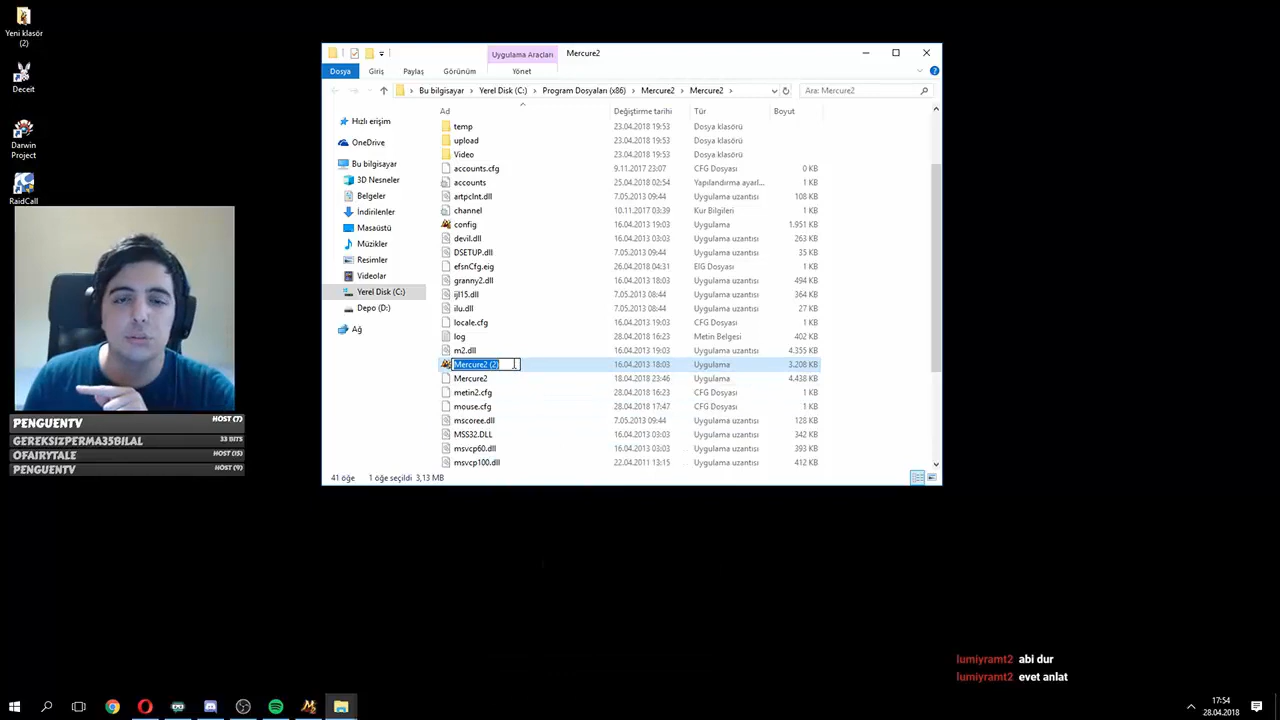 Yeni klasör
(2)
Deceit
Darwin
Project
RaidCall
PENGUENTV HOST (7)
GEREKSIZPERMA35BILAL 33 BITS
OFAIRYTALE HOST (15)
PENGUENTV HOST (9)
Uygulama Araçları Mercure2
Dosya Giriş Paylaş Görünüm Yönet
Bu bilgisayar > Yerel Disk (C:) > Program Dosyaları (x86) > Mercure2 > Mercure2 >
Ara: Mercure2
Hızlı erişim
OneDrive
Bu bilgisayar
3D Nesneler
Belgeler
İndirilenler
Masaüstü
Müzikler
Resimler
Videolar
Yerel Disk (C:)
Depo (D:)
Ağ
Ad Değiştirme tarihi Tür Boyut
temp 23.04.2018 19:53 Dosya klasörü
upload 23.04.2018 19:53 Dosya klasörü
Video 23.04.2018 19:53 Dosya klasörü
accounts.cfg 9.11.2017 23:07 CFG Dosyası 0 KB
accounts 25.04.2018 02:54 Yapılandırma ayarl... 1 KB
artpclnt.dll 7.05.2013 09:44 Uygulama uzantısı 108 KB
channel 10.11.2017 03:39 Kur Bilgileri 1 KB
config 16.04.2013 19:03 Uygulama 1.951 KB
devil.dll 16.04.2013 03:03 Uygulama uzantısı 263 KB
DSETUP.dll 7.05.2013 09:44 Uygulama uzantısı 35 KB
efsnCfg.eig 26.04.2018 04:31 EIG Dosyası 1 KB
granny2.dll 16.04.2013 18:03 Uygulama uzantısı 494 KB
ijl15.dll 7.05.2013 08:44 Uygulama uzantısı 364 KB
ilu.dll 7.05.2013 08:44 Uygulama uzantısı 27 KB
locale.cfg 16.04.2013 19:03 CFG Dosyası 1 KB
log 28.04.2018 16:23 Metin Belgesi 402 KB
m2.dll 16.04.2013 19:03 Uygulama uzantısı 4.355 KB
Mercure2 (2) 16.04.2013 18:03 Uygulama 3.208 KB
Mercure2 18.04.2018 23:46 Uygulama 4.438 KB
metin2.cfg 28.04.2018 16:23 CFG Dosyası 1 KB
mouse.cfg 28.04.2018 17:47 CFG Dosyası 1 KB
mscoree.dll 7.05.2013 09:44 Uygulama uzantısı 128 KB
MSS32.DLL 16.04.2013 19:03 Uygulama uzantısı 342 KB
msvcp60.dll 16.04.2013 03:03 Uygulama uzantısı 393 KB
msvcp100.dll 22.04.2011 13:15 Uygulama uzantısı 412 KB
41 öğe 1 öğe seçildi 3,13 MB
lumiyramt2 abi dur
lumiyramt2 evet anlat
17:54
28.04.2018